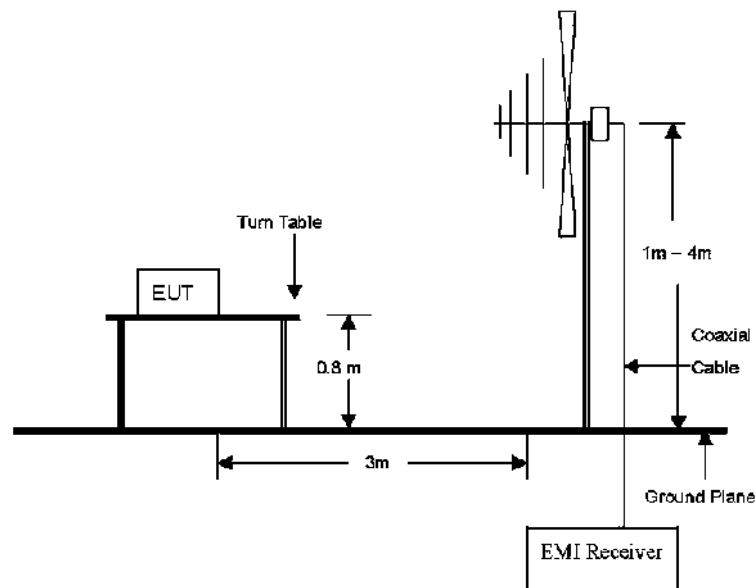 Turn Table
EUT
1m – 4m
0.8 m
Coaxial
Cable
3m
Ground Plane
EMI Receiver